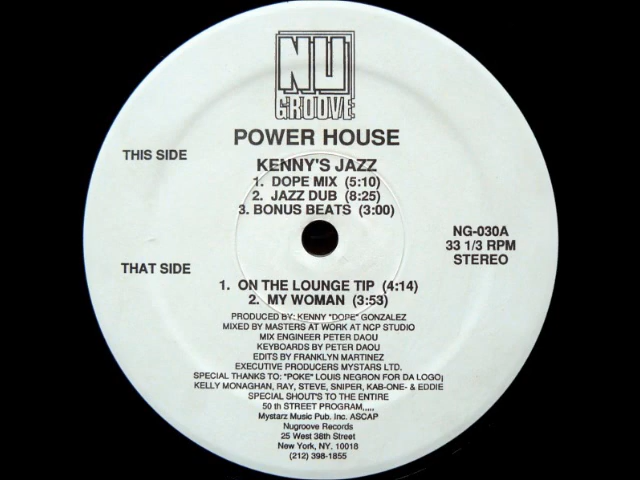 NU
GROOVE
POWER HOUSE
THIS SIDE
KENNY'S JAZZ
1. DOPE MIX (5:10)
2. JAZZ DUB (8:25)
3. BONUS BEATS (3:00)
NG-030A
33 1/3 RPM
STEREO
THAT SIDE
1. ON THE LOUNGE TIP (4:14)
2. MY WOMAN (3:53)
PRODUCED BY: KENNY "DOPE" GONZALEZ
MIXED BY MASTERS AT WORK AT NCP STUDIO
MIX ENGINEER PETER DAOU
KEYBOARDS BY PETER DAOU
EDITS BY FRANKLYN MARTINEZ
EXECUTIVE PRODUCERS MYSTARS LTD.
SPECIAL THANKS TO: "POKE" LOUIS NEGRON FOR DA LOGO¡
KELLY MONAGHAN, RAY, STEVE, SNIPER, KAB-ONE- & EDDIE
SPECIAL SHOUT'S TO THE ENTIRE
50 th STREET PROGRAM,,,,,
Mystarz Music Pub. Inc. ASCAP
Nugroove Records
25 West 38th Street
New York, NY. 10018
(212) 398-1855